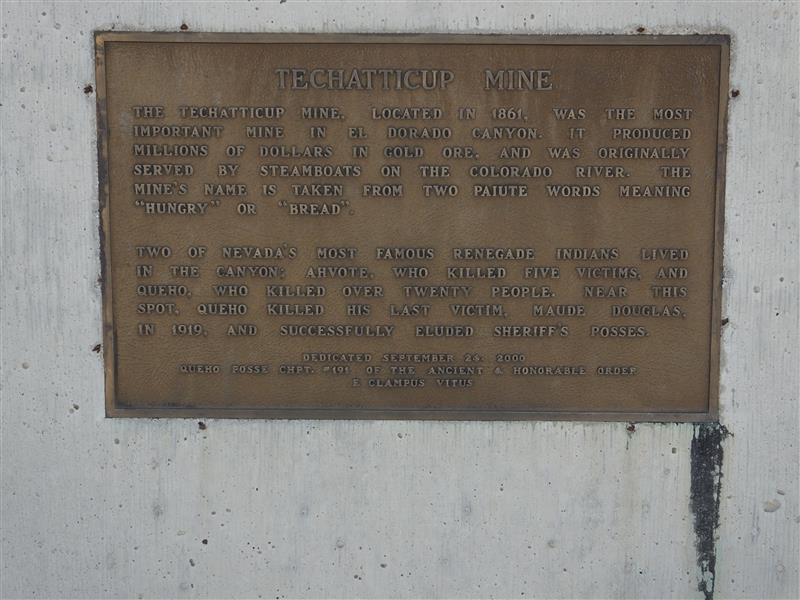 TECHATTICUP MINE
THE TECHATTICUP MINE, LOCATED IN 1861, WAS THE MOST
IMPORTANT MINE IN EL DORADO CANYON. IT PRODUCED
MILLIONS OF DOLLARS IN GOLD ORE, AND WAS ORIGINALLY
SERVED BY STEAMBOATS ON THE COLORADO RIVER. THE
MINE'S NAME IS TAKEN FROM TWO PAIUTE WORDS MEANING
"HUNGRY" OR "BREAD".
TWO OF NEVADA'S MOST FAMOUS RENEGADE INDIANS LIVED
IN THE CANYON; AHVOTE, WHO KILLED FIVE VICTIMS, AND
QUEHO, WHO KILLED OVER TWENTY PEOPLE. NEAR THIS
SPOT, QUEHO KILLED HIS LAST VICTIM, MAUDE DOUGLAS,
IN 1919, AND SUCCESSFULLY ELUDED SHERIFF'S POSSES.
DEDICATED SEPTEMBER 24, 2000
QUEHO POSSE CHPT. #191 OF THE ANCIENT & HONORABLE ORDER
E CLAMPUS VITUS